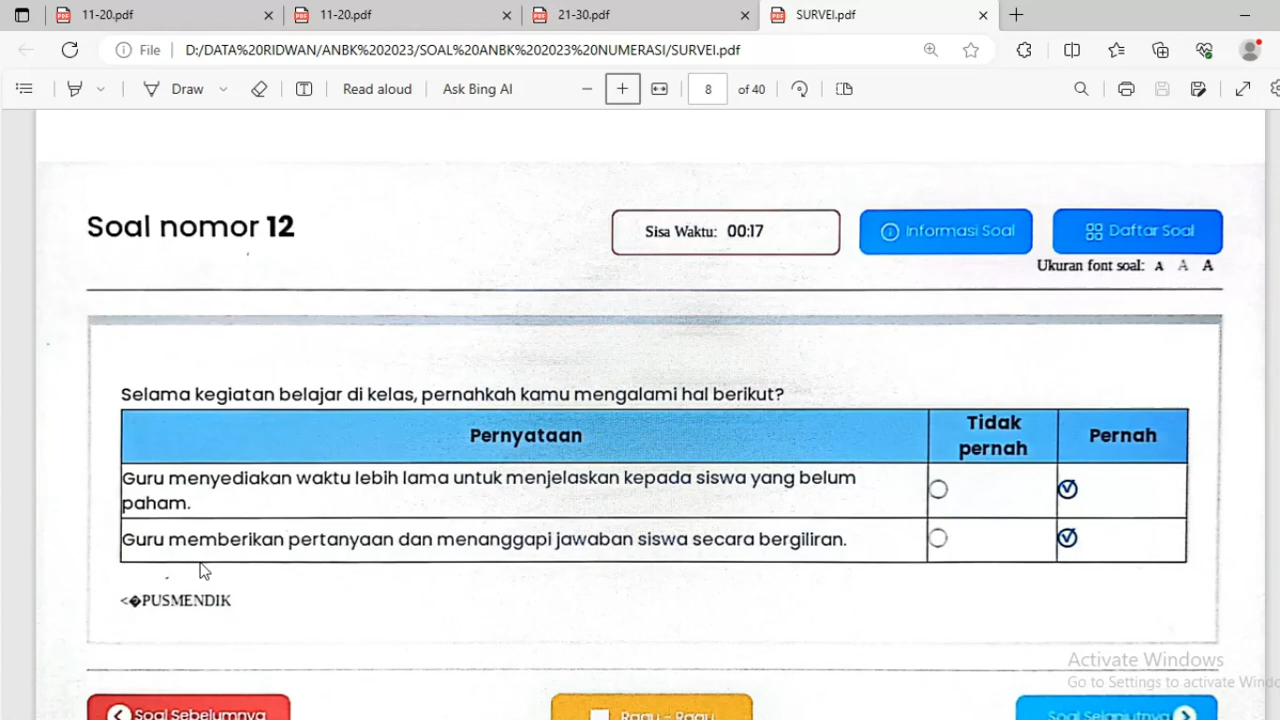 11-20.pdf
11-20.pdf
21-30.pdf
SURVEI.pdf
File D:/DATA%20RIDWAN/ANBK%202023/SOAL%20ANBK%202023%20NUMERASI/SURVEI.pdf
Draw
Read aloud
Ask Bing AI
8 of 40
Soal nomor 12
Sisa Waktu: 00:17
Informasi Soal
Daftar Soal
Ukuran font soal: A A A
Selama kegiatan belajar di kelas, pernahkah kamu mengalami hal berikut?
Pernyataan
Tidak
pernah
Pernah
Guru menyediakan waktu lebih lama untuk menjelaskan kepada siswa yang belum
paham.
Guru memberikan pertanyaan dan menanggapi jawaban siswa secara bergiliran.
<�PUSMENDIK
Activate Windows
Go to Settings to activate Wind
Soal Sebelumnya
Ragu - Ragu
Soal Selanjutnya